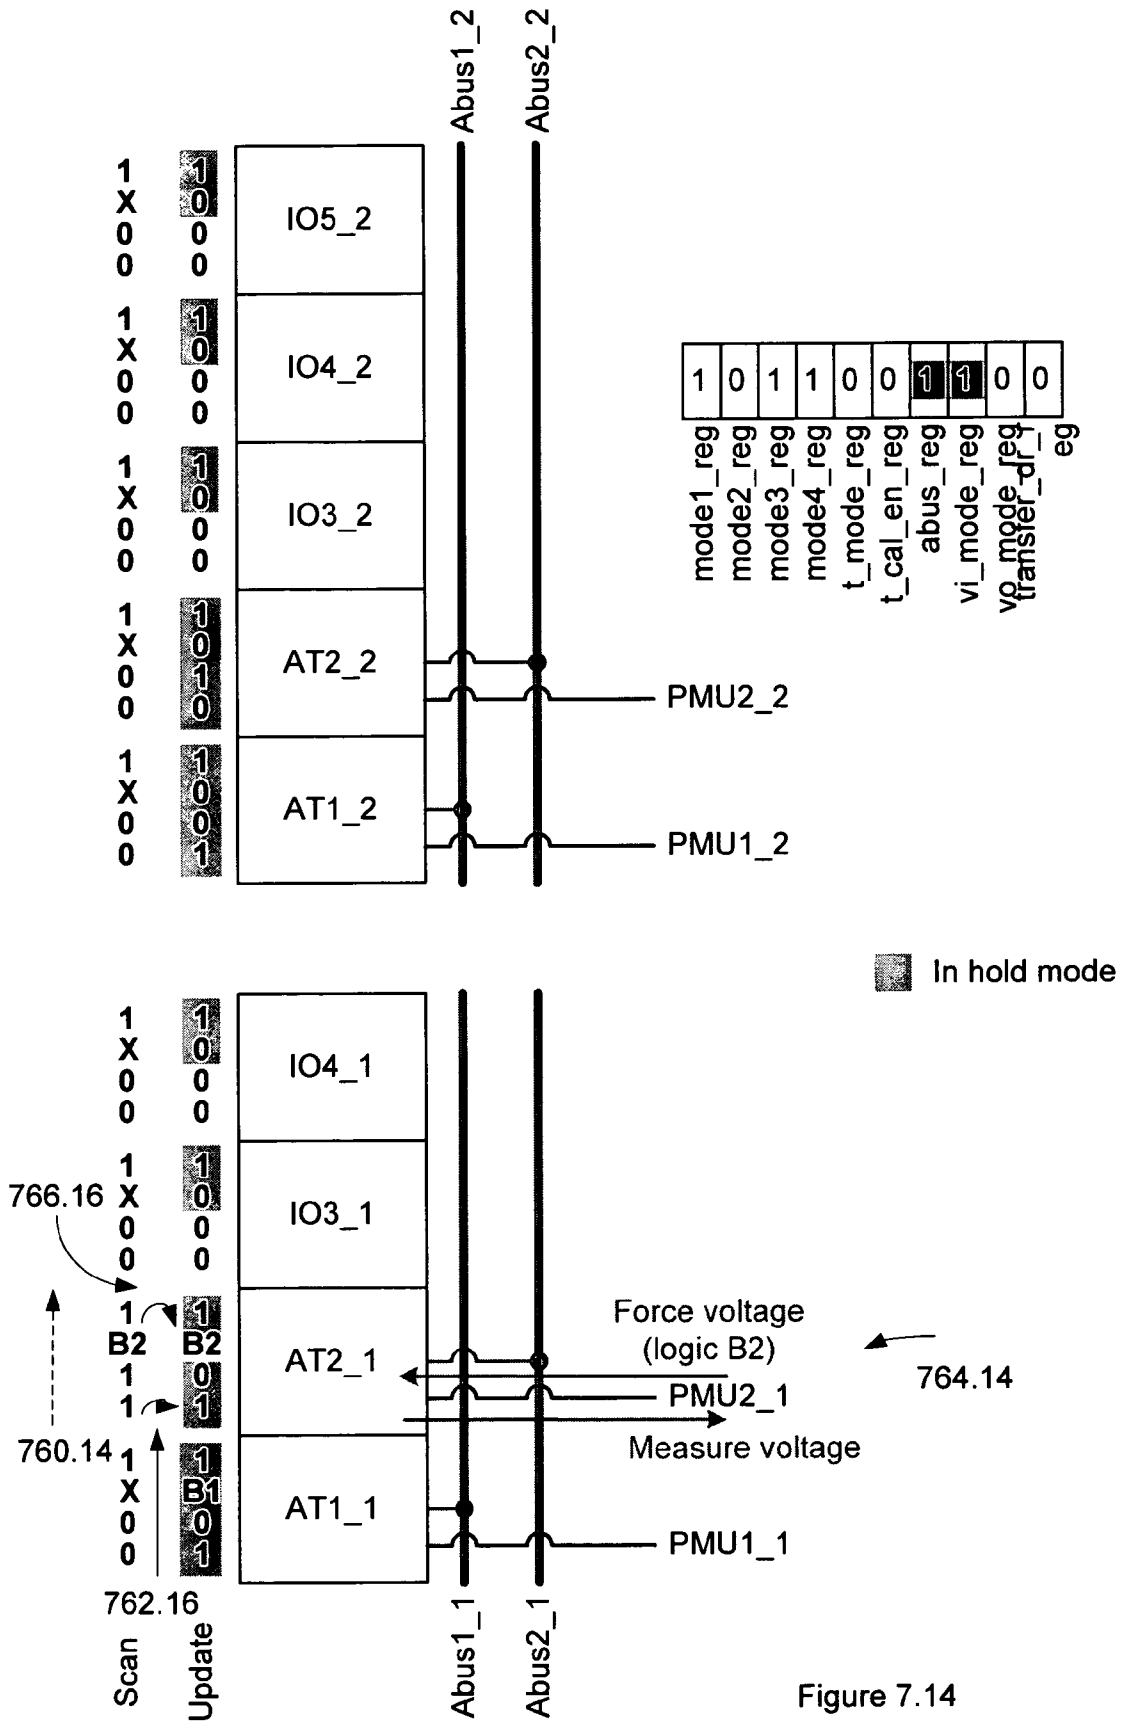 Abus1_2
Abus2_2
1 1
X 0
0 0
0 0
IO5_2
1 1
X 0
0 0
0 0
IO4_2
1 1
X 0
0 0
0 0
IO3_2
1 1
X 0
0 1
0 0
AT2_2
PMU2_2
1 1
X 0
0 0
0 1
AT1_2
PMU1_2
1 0 1 1 0 0 1 1 0 0
mode1_reg
mode2_reg
mode3_reg
mode4_reg
t_mode_reg
t_cal_en_reg
abus_reg
vi_mode_reg
vo_mode_reg
transfer_dr_r
eg
In hold mode
1 1
X 0
0 0
0 0
IO4_1
1 1
X 0
0 0
0 0
IO3_1
766.16
1 1
B2 B2
1 0
1 1
AT2_1
Force voltage
(logic B2)
PMU2_1
Measure voltage
764.14
760.14
1 1
X B1
0 0
0 1
AT1_1
PMU1_1
762.16
Scan
Update
Abus1_1
Abus2_1
Figure 7.14